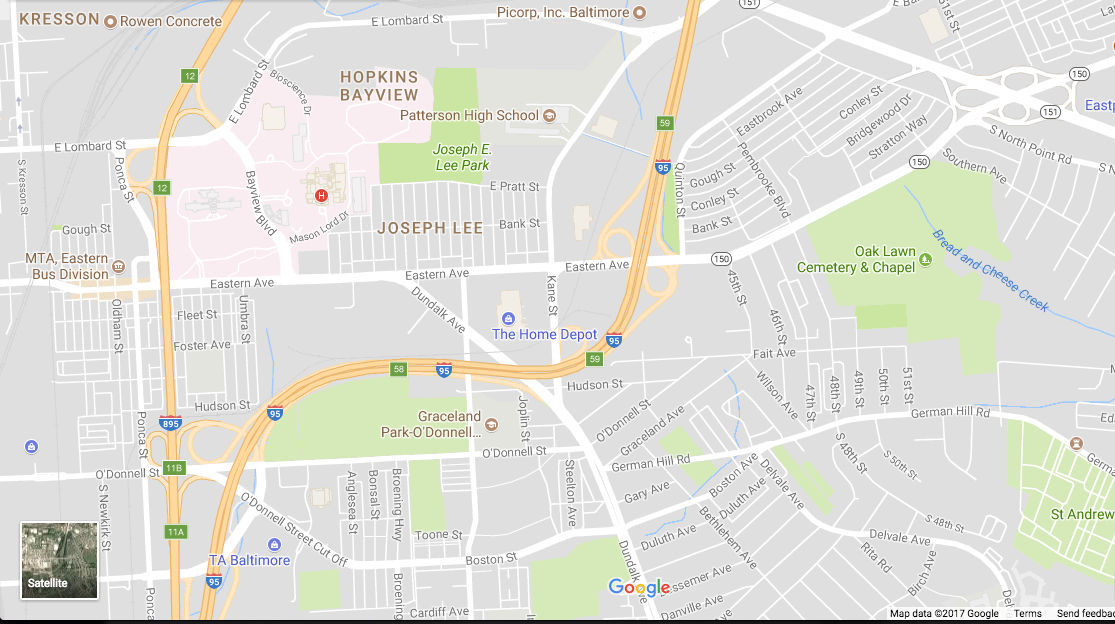 KRESSON
Rowen Concrete
E Lombard St
Picorp, Inc. Baltimore
151
E
51st St
12
E Lombard St
Bioscience Dr
HOPKINS
BAYVIEW
Patterson High School
59
Eastbrook Ave
Conley St
Bridgewood Dr
Stratton Way
150
151
Eastp
S North Point Rd
E Lombard St
Ponca St
S Kresson St
12
Bayview Blvd
H
Mason Lord Dr
Joseph E.
Lee Park
E Pratt St
JOSEPH LEE
Bank St
95
Quinton St
Gough St
Conley St
Bank St
Pembrooke Blvd
150
Southern Ave
Gough St
MTA, Eastern
Bus Division
Eastern Ave
Eastern Ave
Eastern Ave
150
Oak Lawn
Cemetery & Chapel
Bread and Cheese Creek
Oldham St
Fleet St
Umbra St
Foster Ave
Dundalk Ave
Kane St
The Home Depot
95
59
45th St
46th St
Fait Ave
58
95
Hudson St
Hudson St
95
895
Ponca St
Graceland
Park-O'Donnell...
Joplin St
O'Donnell St
Graceland Ave
Wilson Ave
47th St
48th St
49th St
50th St
51st St
German Hill Rd
O'Donnell St
11B
O'Donnell St
German Hill Rd
S 48th St
S 50th St
Ed
S Newkirk St
Anglesea St
Bonsal St
Broening Hwy
Steelton Ave
Gary Ave
Boston Ave
Duluth Ave
Delvale Ave
St Andrew
11A
O'Donnell Street Cut Off
Toone St
Duluth Ave
Bethlehem Ave
S 48th St
Delvale Ave
TA Baltimore
Boston St
Rita Rd
Birch Ave
Satellite
95
Ponca
Broening
Cardiff Ave
Dundalk
Google
essemer Ave
Danville Ave
Map data ©2017 Google Terms Send feedbac